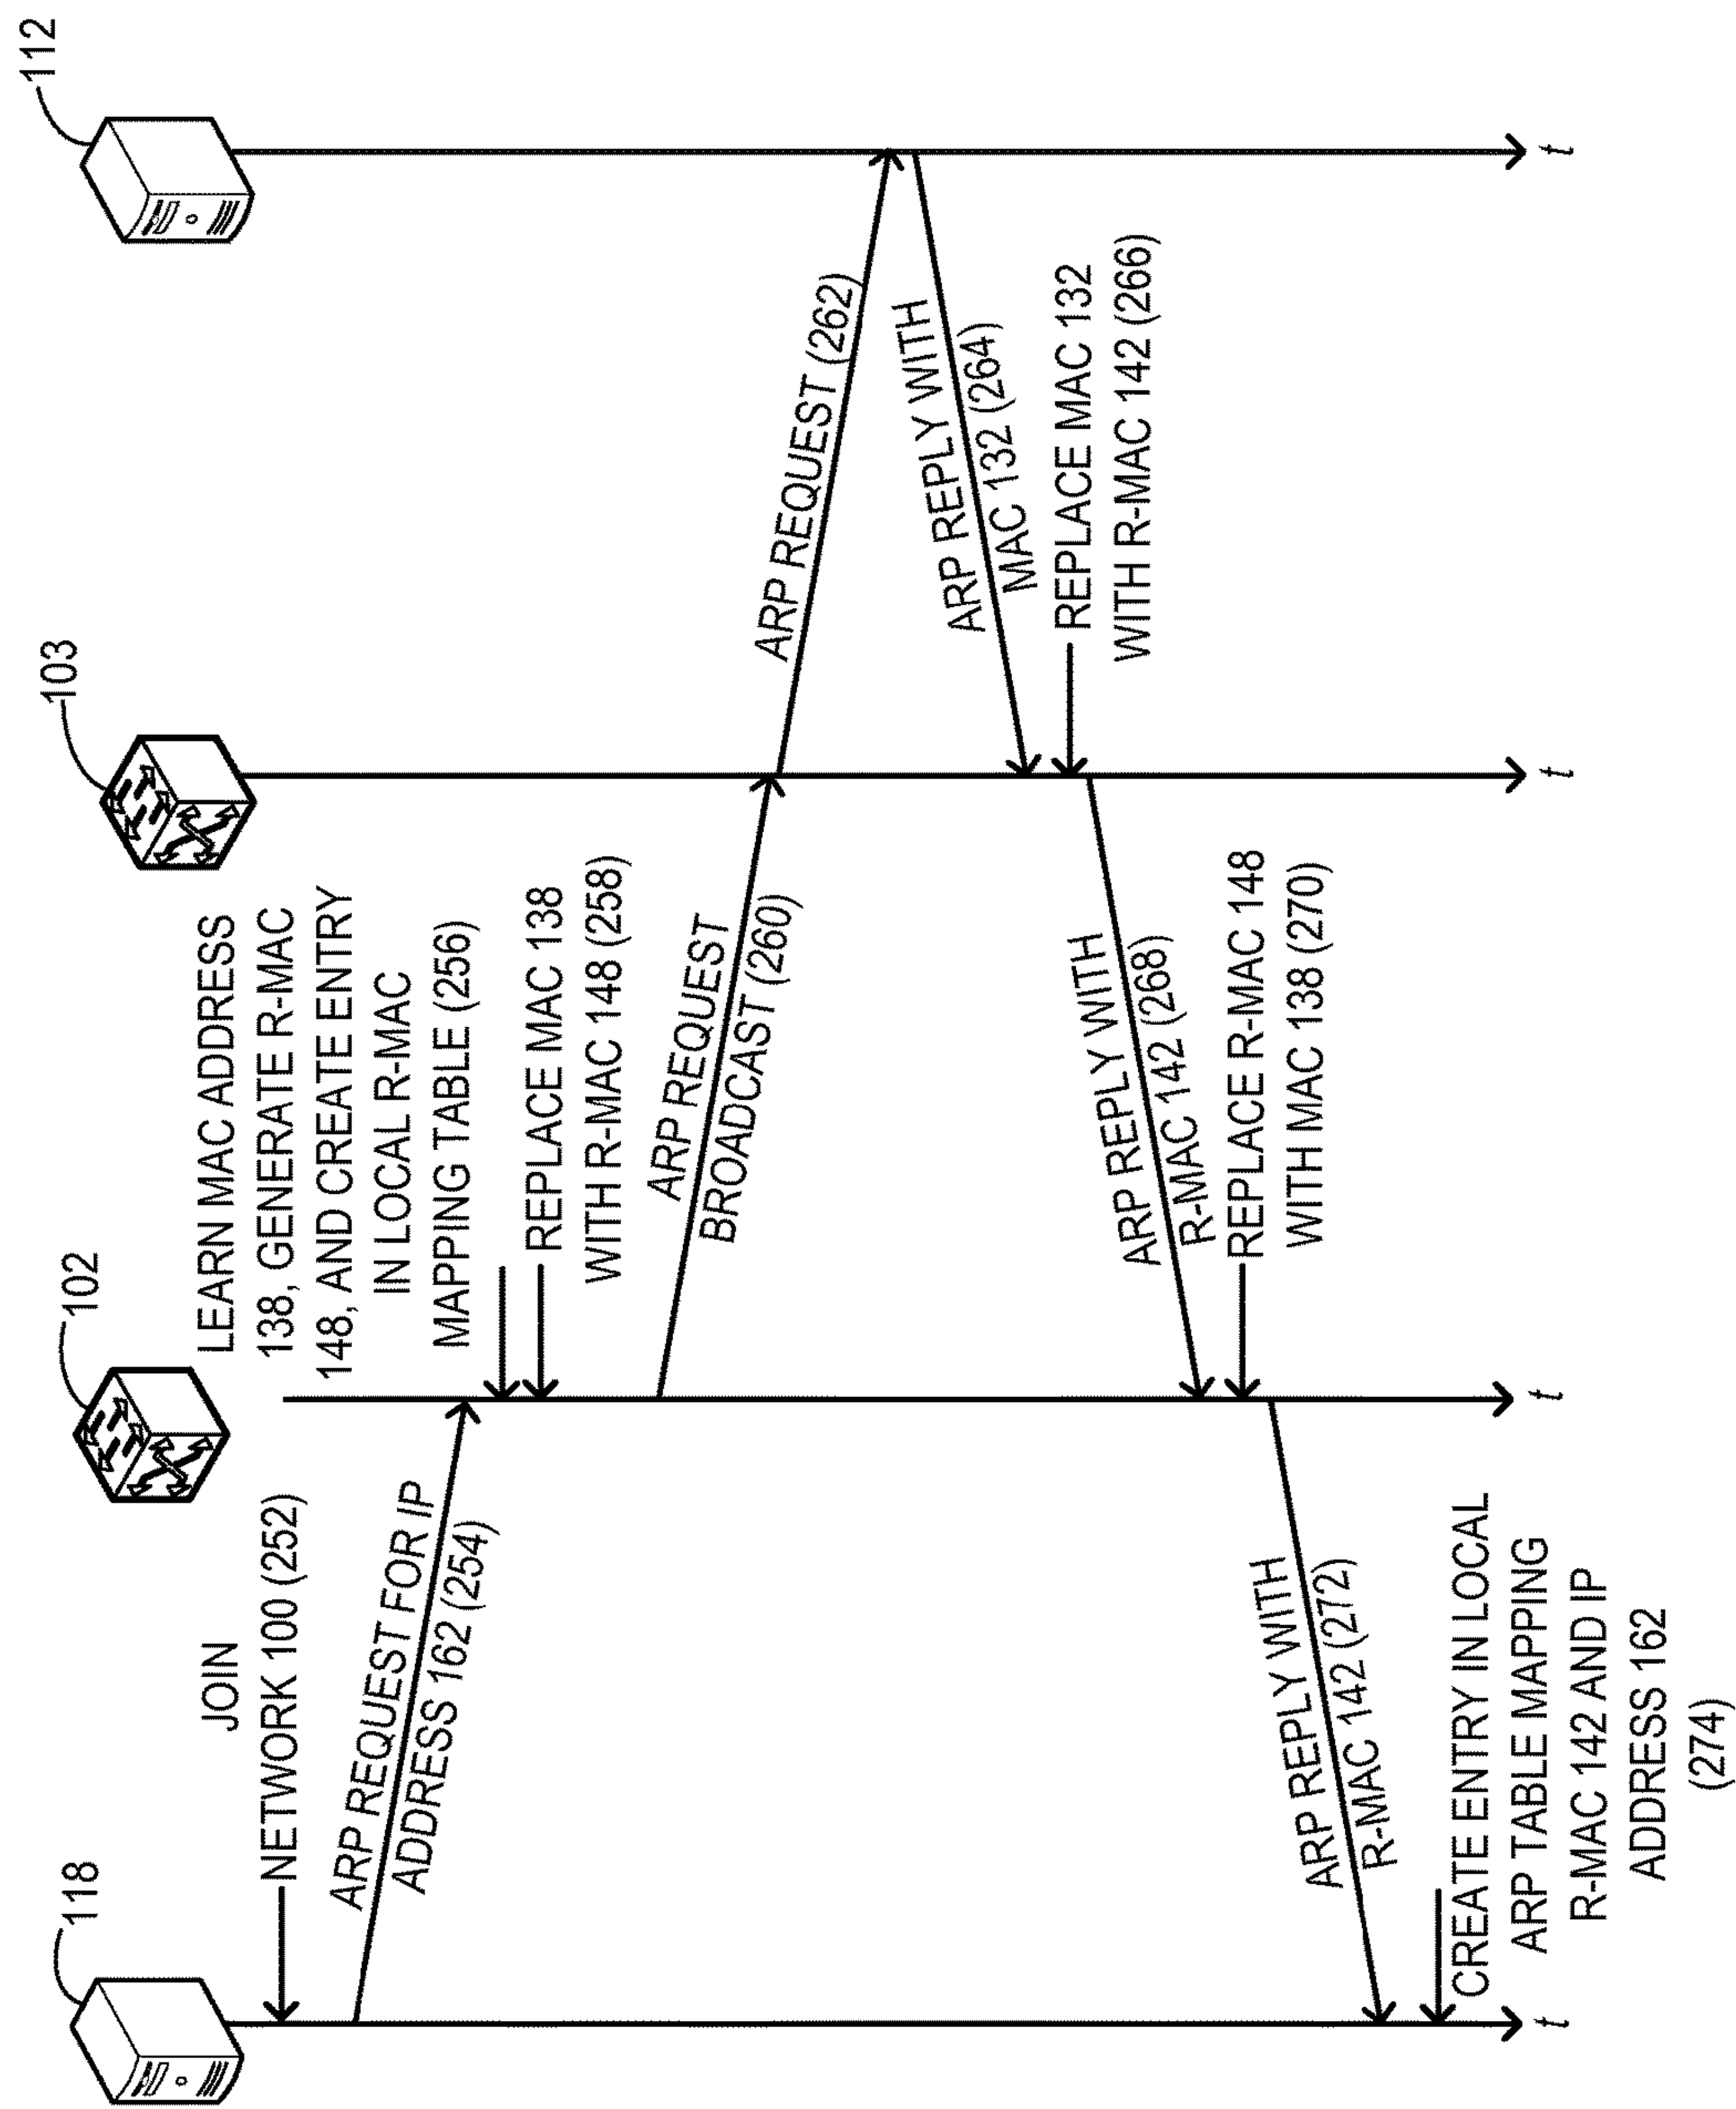 118
102
103
112
JOIN
NETWORK 100 (252)
ARP REQUEST FOR IP
ADDRESS 162 (254)
LEARN MAC ADDRESS
138, GENERATE R-MAC
148, AND CREATE ENTRY
IN LOCAL R-MAC
MAPPING TABLE (256)
REPLACE MAC 138
WITH R-MAC 148 (258)
ARP REQUEST
BROADCAST (260)
ARP REQUEST (262)
ARP REPLY WITH
MAC 132 (264)
REPLACE MAC 132
WITH R-MAC 142 (266)
ARP REPLY WITH
R-MAC 142 (268)
REPLACE R-MAC 148
WITH MAC 138 (270)
ARP REPLY WITH
R-MAC 142 (272)
CREATE ENTRY IN LOCAL
ARP TABLE MAPPING
R-MAC 142 AND IP
ADDRESS 162
(274)
t
t
t
t